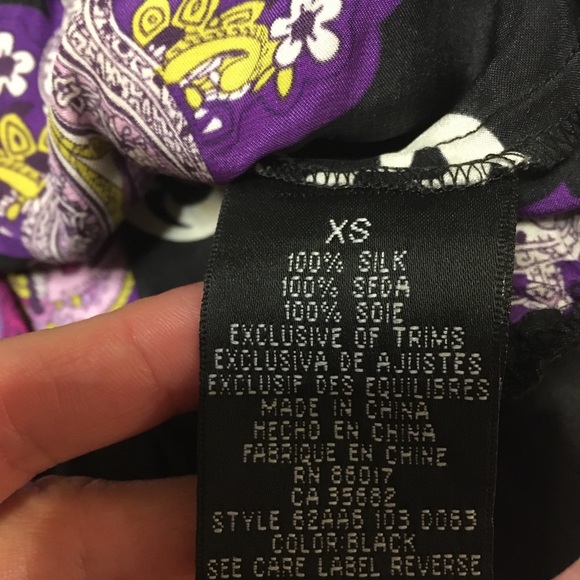 XS
100% SILK
100% SEDA
100% SOIE
EXCLUSIVE OF TRIMS
EXCLUSIVA DE AJUSTES
EXCLUSIF DES EQUILIBRES
MADE IN CHINA
HECHO EN CHINA
FABRIQUE EN CHINE
RN 86017
CA 35682
STYLE 62AA6 103 D063
COLOR:BLACK
SEE CARE LABEL REVERSE